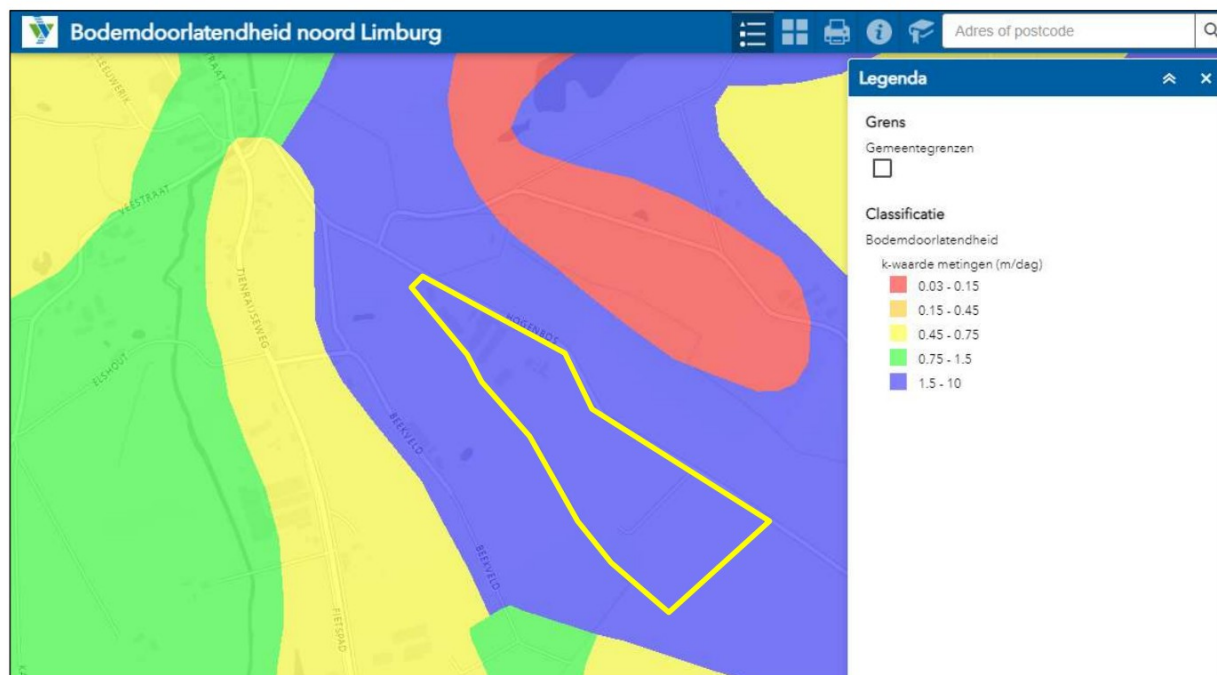 Bodemdoorlatendheid noord Limburg
Adres of postcode
Legenda
Grens
Gemeentegrenzen
Classificatie
Bodemdoorlatendheid
k-waarde metingen (m/dag)
0.03 - 0.15
0.15 - 0.45
0.45 - 0.75
0.75 - 1.5
1.5 - 10
LEEUWERIK
STRAAT
VEESTRAAT
TIENRAIJSEWEG
ELSHOUT
HOGENBOS
BEEKVELD
BEEKVELD
FIETSPAD